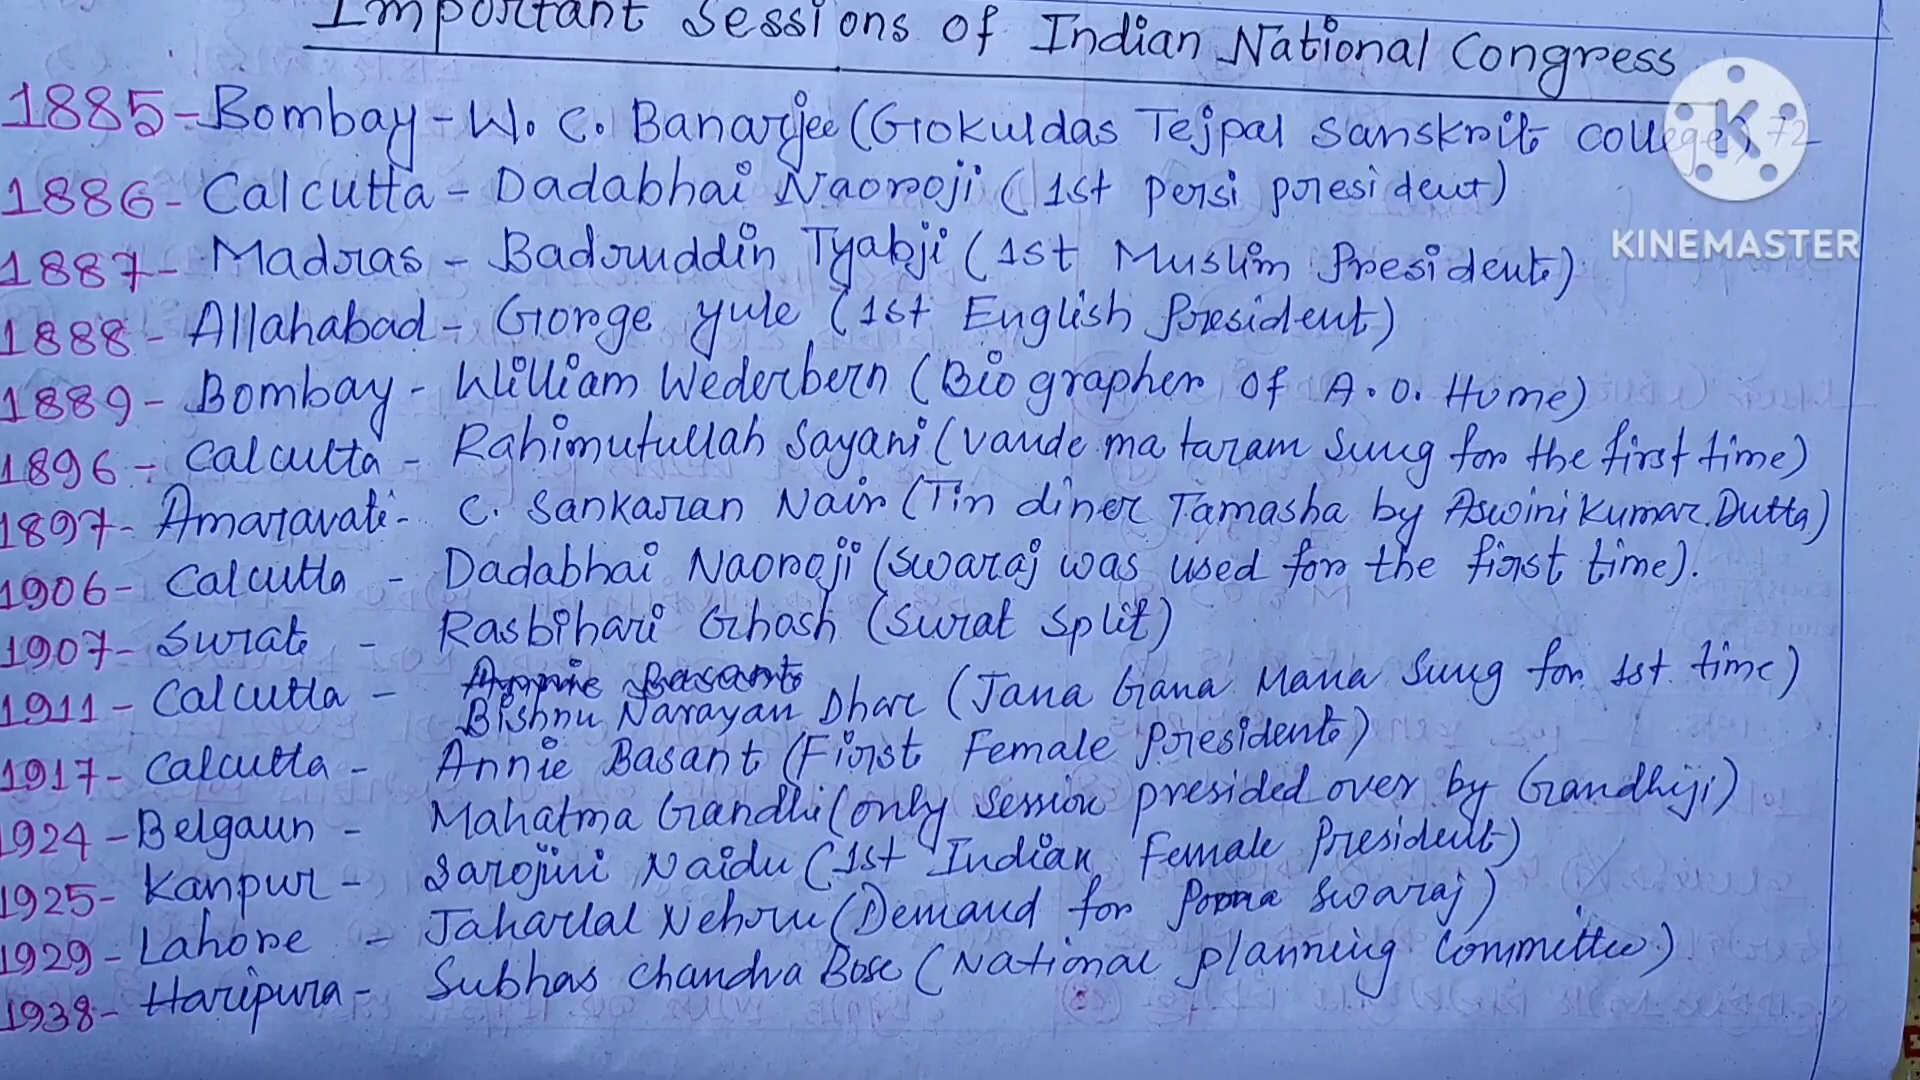 Important Sessions of Indian National Congress
1885-Bombay-W. C. Banarjee (Gokuldas Tejpal Sanskrit College) 72
1886-Calcutta-Dadabhai Naoroji (1st Persi president)
1887-Madras-Badruddin Tyabji (1st Muslim President)
1888-Allahabad-Gorge Yule (1st English President)
1889-Bombay-William Wederbern (Biographer of A.O. Hume)
1896-Calcutta-Rahimutullah Sayani (Vande ma taram sung for the first time)
1897-Amaravati-C. Sankaran Nair (Tin diner Tamasha by Aswini Kumar Dutta)
1906-Calcutta-Dadabhai Naoroji (Swaraj was used for the first time).
1907-Surat-Rasbihari Ghosh (Surat Split)
1911-Calcutta-Annie Basant
Bishnu Narayan Dhar (Jana Gana Mana Sung for 1st time)
1917-Calcutta-Annie Basant (First Female President)
1924-Belgaun-Mahatma Gandhi (only session presided over by Gandhiji)
1925-Kanpur-Sarojini Naidu (1st Indian Female President)
1929-Lahore-Jaharlal Nehru (Demand for Swaraj)
1938-Haripura-Subhas Chandra Bose (National planning Committee)
K
KINEMASTER